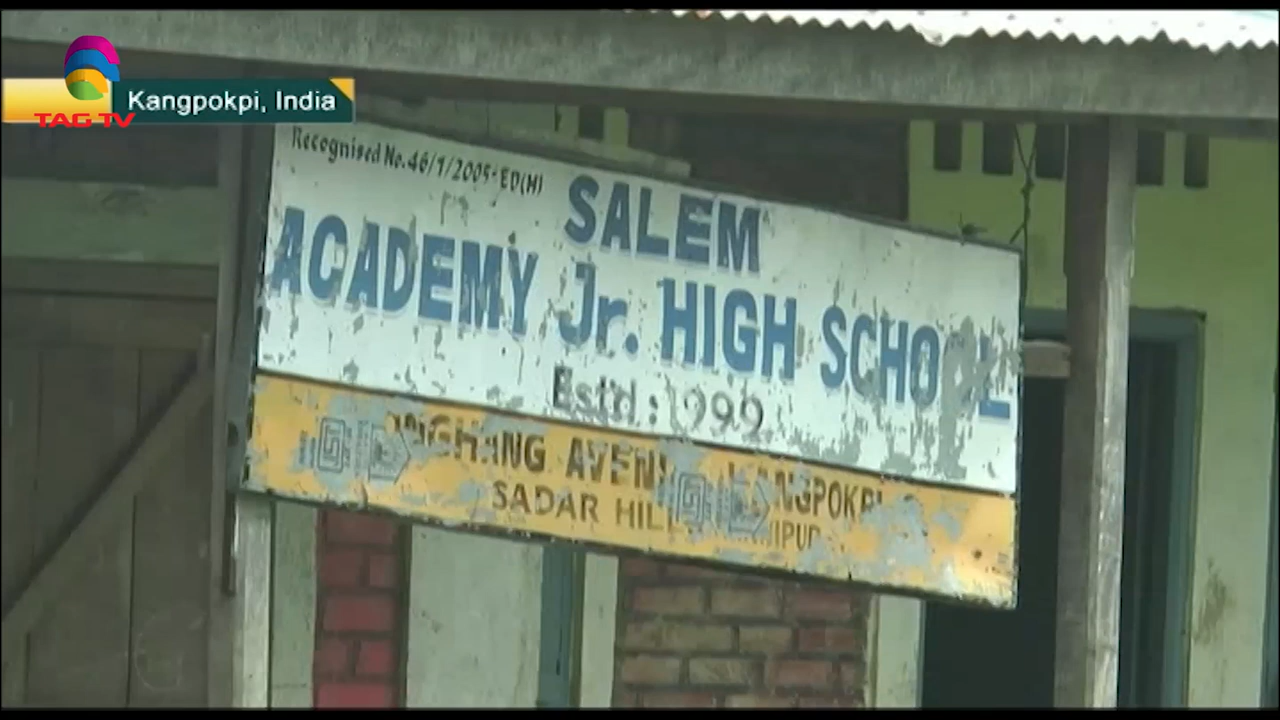 TAG TV
Kangpokpi, India
Recognised No. 46/1/2005-ED(H)
SALEM
ACADEMY Jr. HIGH SCHOOL
Estd: 1999
KANGPOKPI
SADAR HILLS